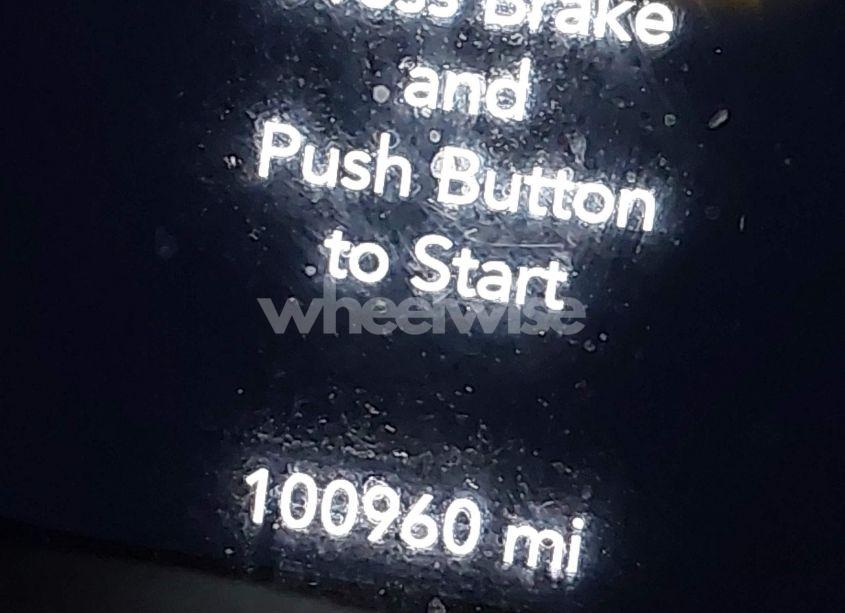 Brake
and
Push Button
to Start
wheelwise
100960 mi